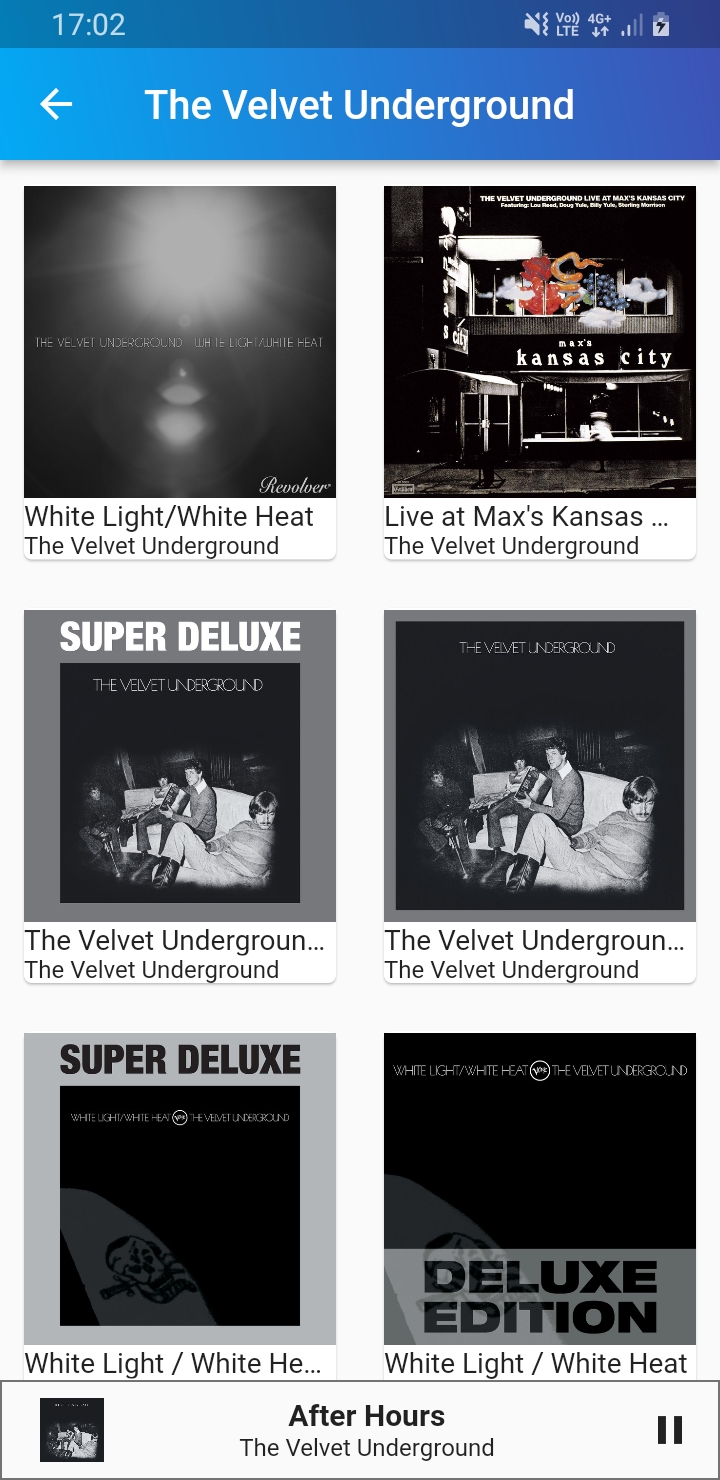 17:02
Vo))
LTE
4G+
The Velvet Underground
THE VELVET UNDERGROUND WHITE LIGHT/WHITE HEAT
Revolver
White Light/White Heat
The Velvet Underground
THE VELVET UNDERGROUND LIVE AT MAX'S KANSAS CITY
Featuring: Lou Reed, Doug Yule, Billy Yule, Sterling Morrison
max's
kansas city
Live at Max's Kansas ...
The Velvet Underground
SUPER DELUXE
THE VELVET UNDERGROUND
The Velvet Undergroun...
The Velvet Underground
THE VELVET UNDERGROUND
The Velvet Undergroun...
The Velvet Underground
SUPER DELUXE
WHITE LIGHT/WHITE HEAT Verve THE VELVET UNDERGROUND
White Light / White He...
WHITE LIGHT/WHITE HEAT Verve THE VELVET UNDERGROUND
DELUXE
EDITION
White Light / White Heat
After Hours
The Velvet Underground